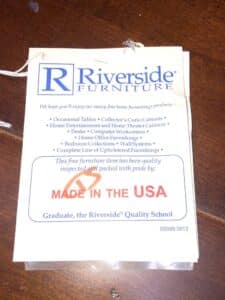 R Riverside®
FURNITURE
We hope you'll enjoy our many fine home furnishing products
• Occasional Tables • Collector's Curio Cabinets •
• Home Entertainment and Home Theater Cabinets •
• Desks • Computer Workcenters •
• Home Office Furnishings •
• Bedroom Collections • Wall Systems •
• Complete Line of Upholstered Furnishings •
This fine furniture item has been quality
inspected and packed with pride by:
MADE IN THE USA
Graduate, the Riverside® Quality School